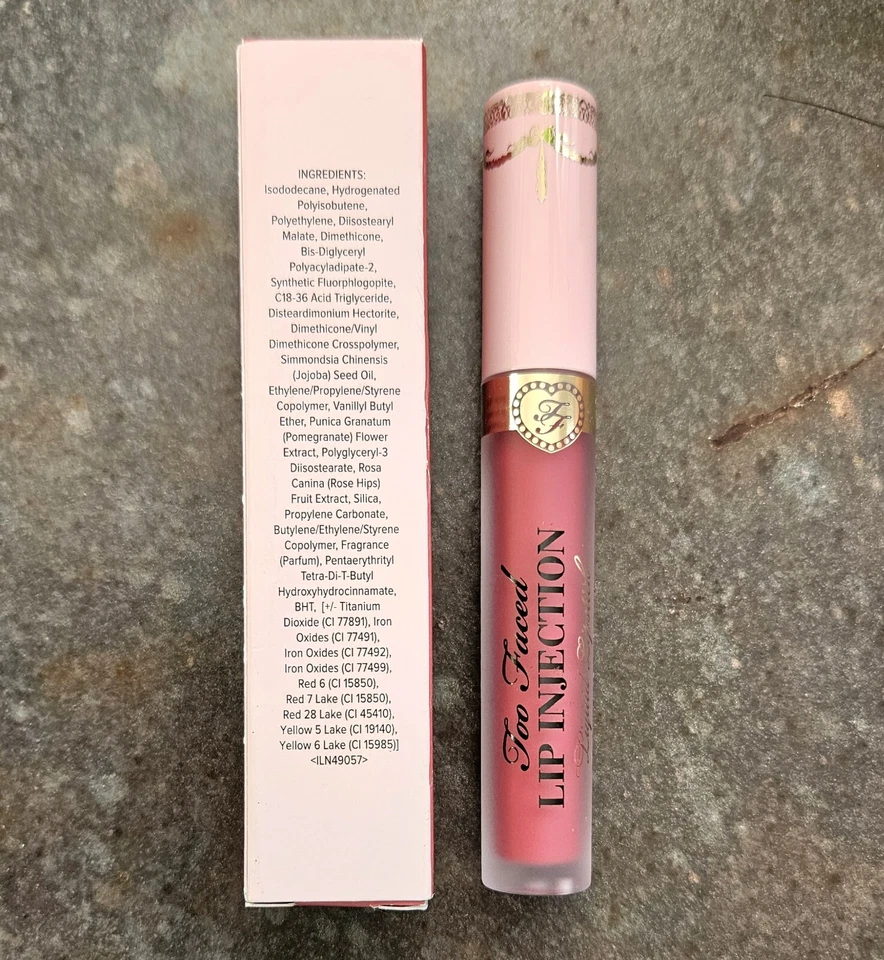 INGREDIENTS:
Isododecane, Hydrogenated
Polyisobutene,
Polyethylene, Diisostearyl
Malate, Dimethicone,
Bis-Diglyceryl
Polyacyladipate-2,
Synthetic Fluorphlogopite,
C18-36 Acid Triglyceride,
Disteardimonium Hectorite,
Dimethicone/Vinyl
Dimethicone Crosspolymer,
Simmondsia Chinensis
(Jojoba) Seed Oil,
Ethylene/Propylene/Styrene
Copolymer, Vanillyl Butyl
Ether, Punica Granatum
(Pomegranate) Flower
Extract, Polyglyceryl-3
Diisostearate, Rosa
Canina (Rose Hips)
Fruit Extract, Silica,
Propylene Carbonate,
Butylene/Ethylene/Styrene
Copolymer, Fragrance
(Parfum), Pentaerythrityl
Tetra-Di-T-Butyl
Hydroxyhydrocinnamate,
BHT, [+/- Titanium
Dioxide (CI 77891), Iron
Oxides (CI 77491),
Iron Oxides (CI 77492),
Iron Oxides (CI 77499),
Red 6 (CI 15850),
Red 7 Lake (CI 15850),
Red 28 Lake (CI 45410),
Yellow 5 Lake (CI 19140),
Yellow 6 Lake (CI 15985)]
<ILN49057>
TF
Too Faced
LIP INJECTION